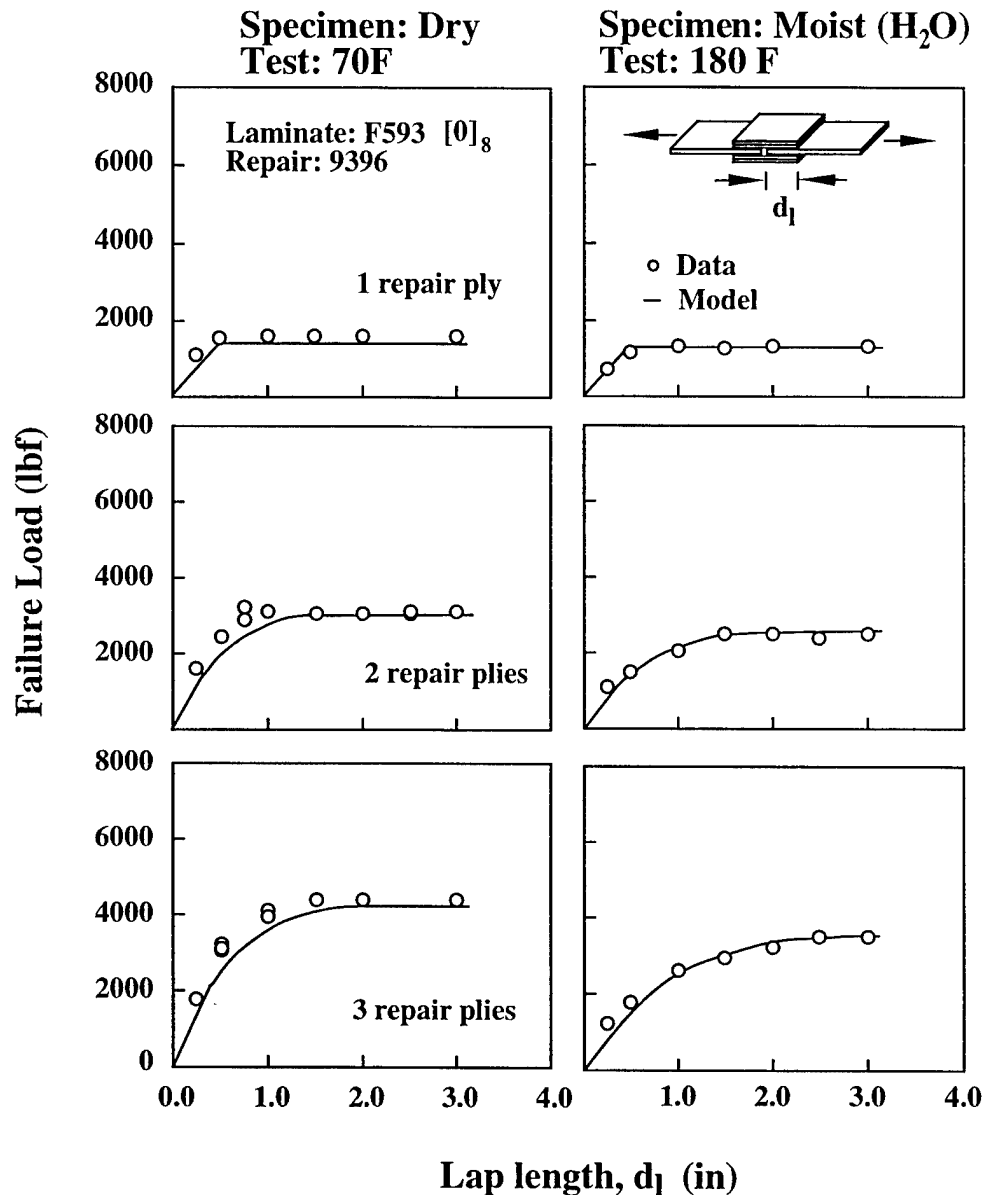 Specimen: Dry
Test: 70F
Specimen: Moist (H₂O)
Test: 180 F
8000
6000
4000
2000
Laminate: F593 [0]₈
Repair: 9396
1 repair ply
d₁
Data
Model
8000
6000
4000
2000
2 repair plies
8000
6000
4000
2000
0
3 repair plies
0.0 1.0 2.0 3.0 4.0
1.0 2.0 3.0 4.0
Failure Load (lbf)
Lap length, d₁ (in)